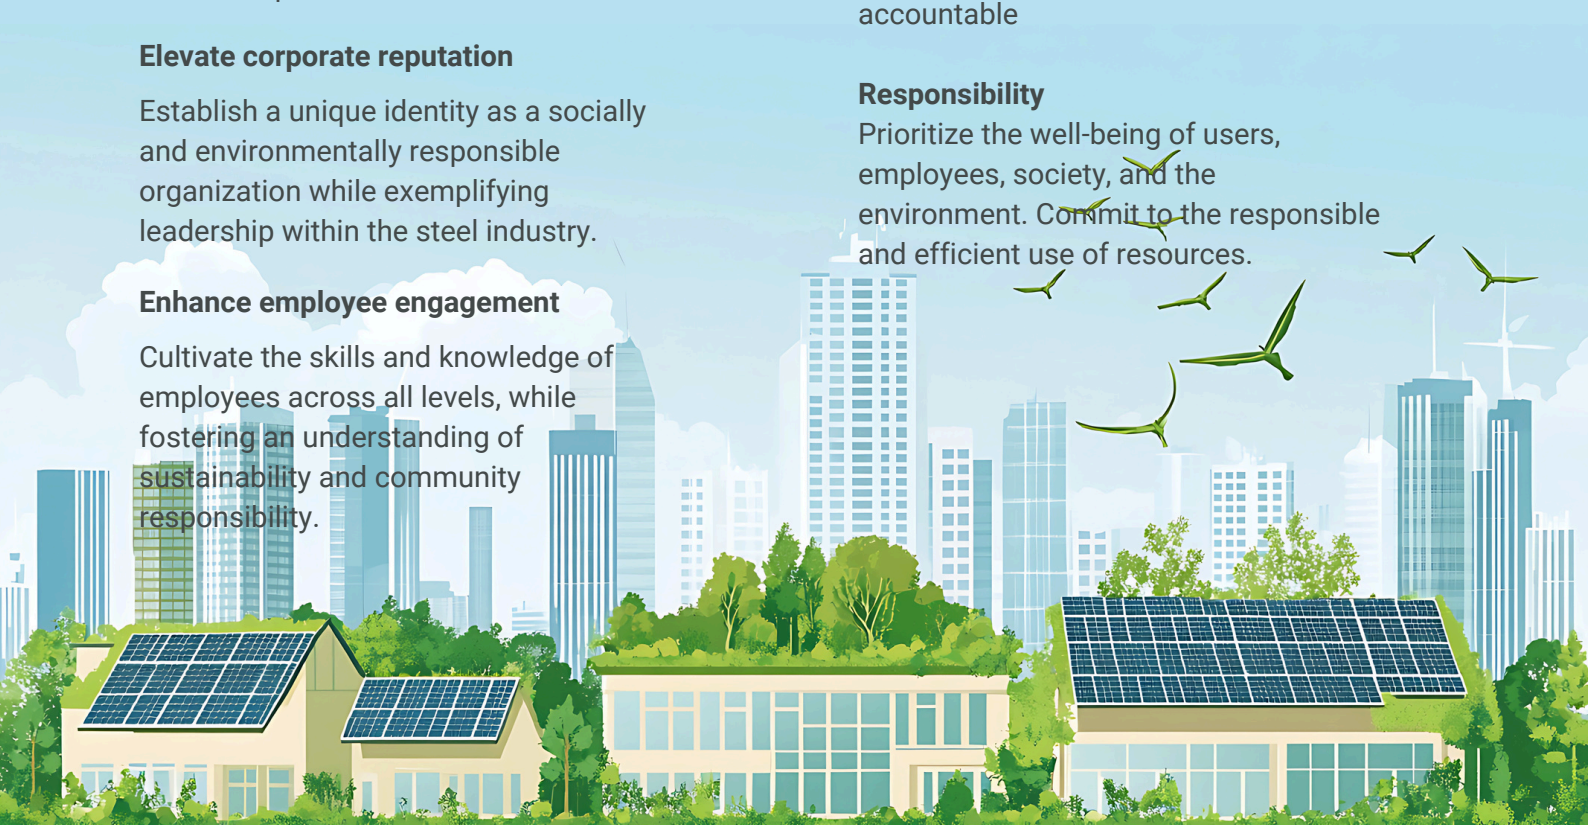 Elevate corporate reputation
Establish a unique identity as a socially
and environmentally responsible
organization while exemplifying
leadership within the steel industry.
Enhance employee engagement
Cultivate the skills and knowledge of
employees across all levels, while
fostering an understanding of
sustainability and community
responsibility.
accountable
Responsibility
Prioritize the well-being of users,
employees, society, and the
environment. Commit to the responsible
and efficient use of resources.